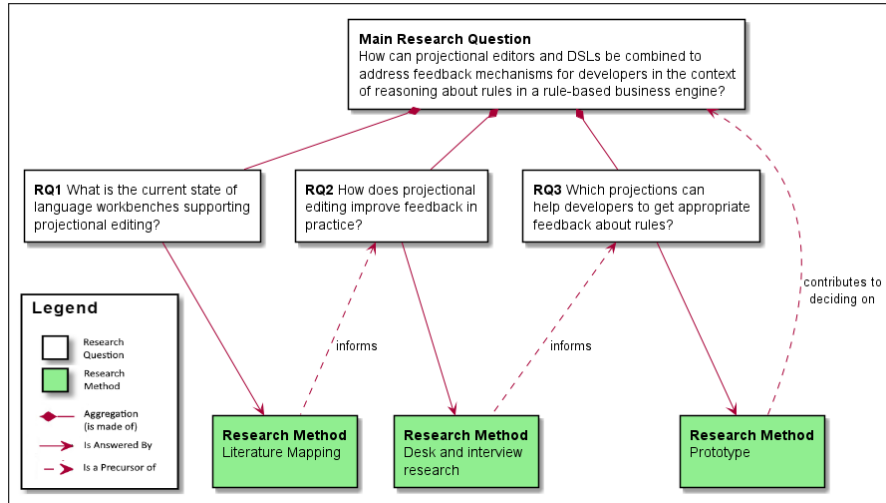 Main Research Question
How can projectional editors and DSLs be combined to
address feedback mechanisms for developers in the context
of reasoning about rules in a rule-based business engine?
RQ1 What is the current state of
language workbenches supporting
projectional editing?
RQ2 How does projectional
editing improve feedback in
practice?
RQ3 Which projections can
help developers to get appropriate
feedback about rules?
contributes to
deciding on
informs
informs
Legend
Research
Question
Research
Method
Aggregation
(is made of)
Is Answered By
Is a Precursor of
Research Method
Literature Mapping
Research Method
Desk and interview
research
Research Method
Prototype